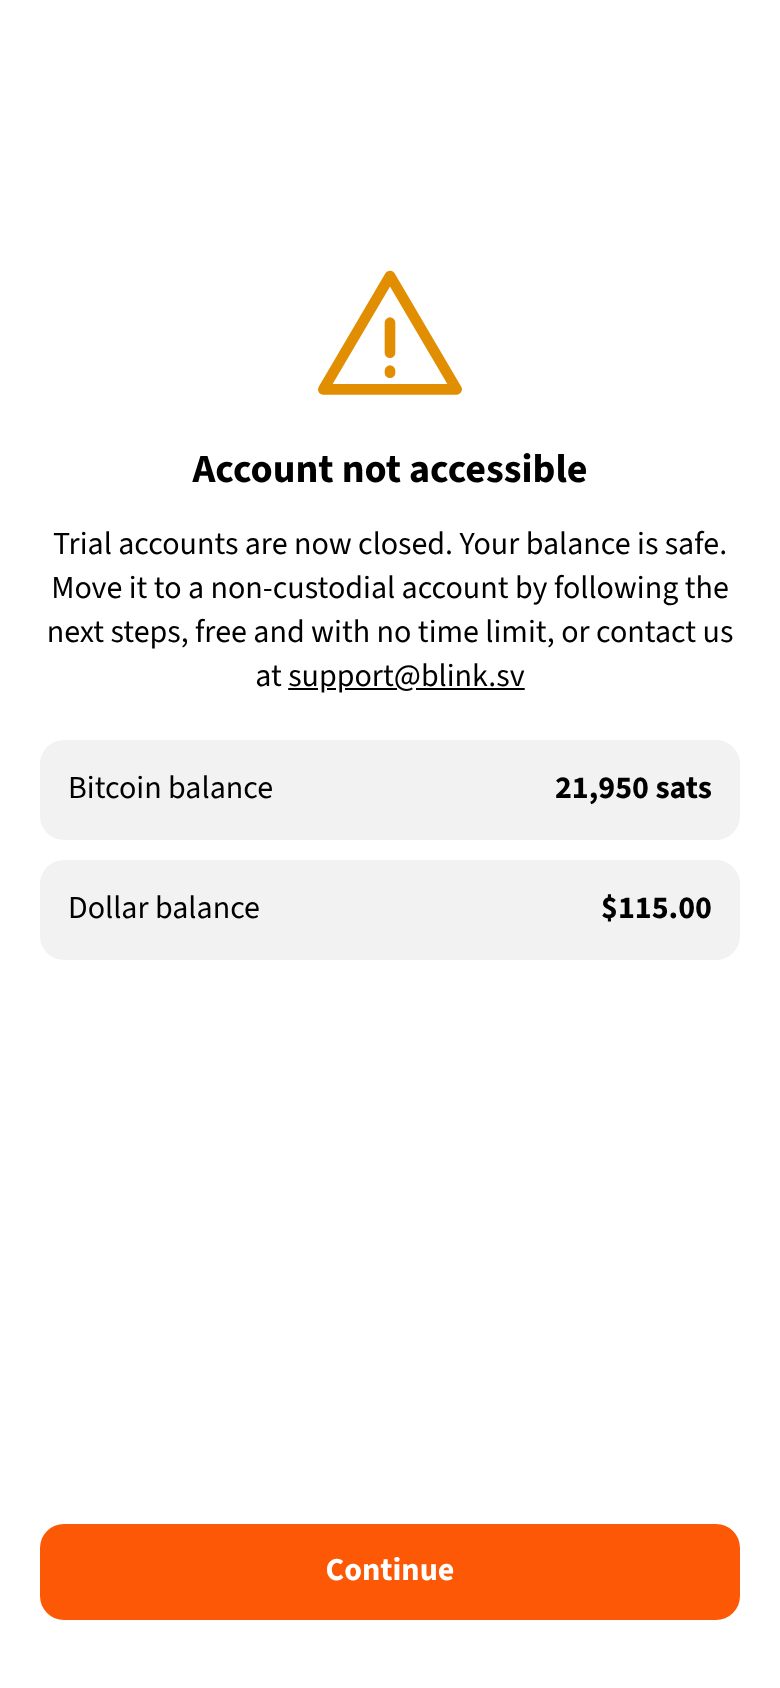 Account not accessible
Trial accounts are now closed. Your balance is safe.
Move it to a non-custodial account by following the
next steps, free and with no time limit, or contact us
at support@blink.sv
Bitcoin balance 21,950 sats
Dollar balance $115.00
Continue